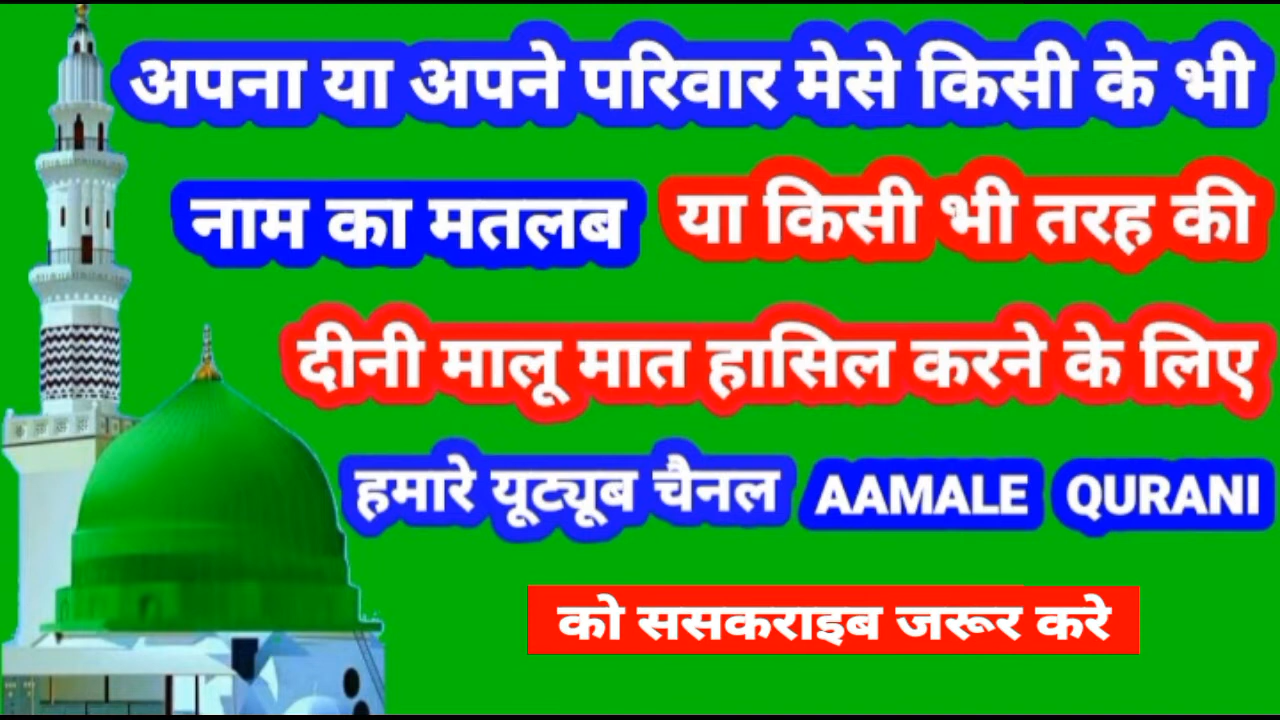 अपना या अपने परिवार मेसे किसी के भी
नाम का मतलब या किसी भी तरह की
दीनी मालू मात हासिल करने के लिए
हमारे यूट्यूब चैनल AAMALE QURANI
को ससकराइब जरूर करे